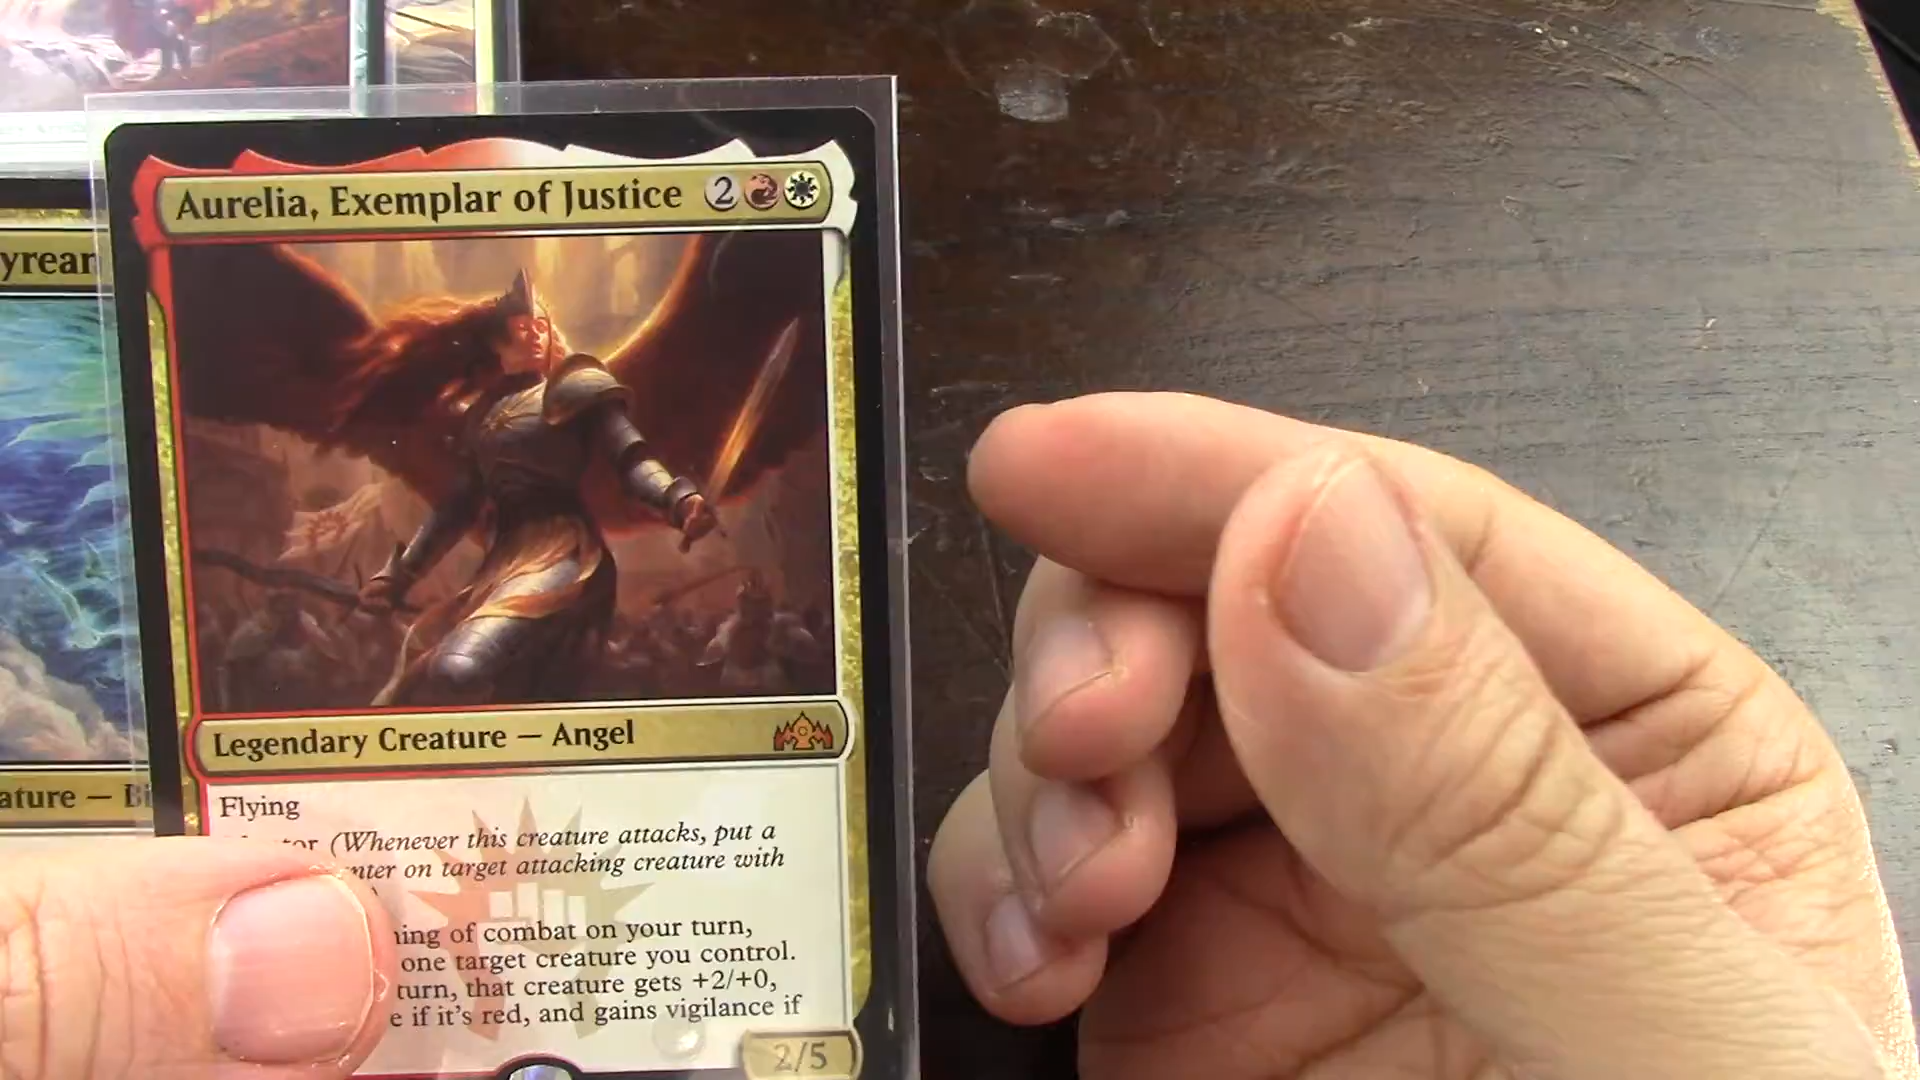 Aurelia, Exemplar of Justice 2
yrean
Legendary Creature — Angel
ature — Bi
Flying
(Whenever this creature attacks, put a
on target attacking creature with
of combat on your turn,
one target creature you control.
turn, that creature gets +2/+0,
if it's red, and gains vigilance if
2/5